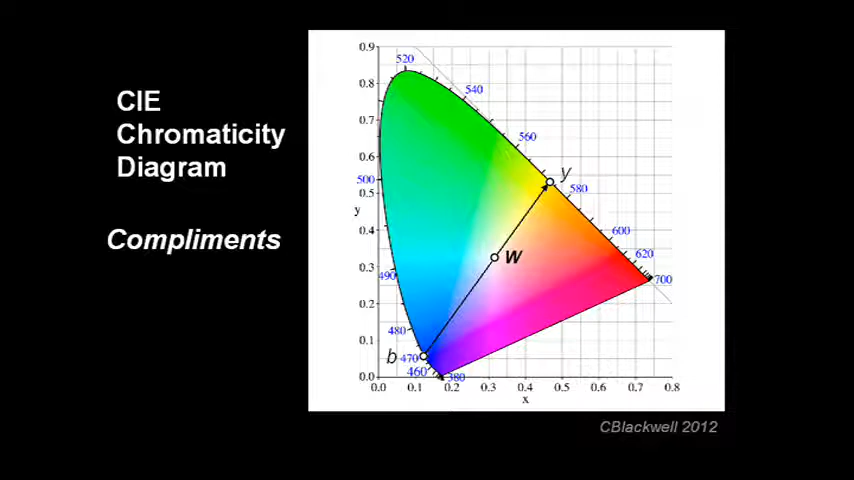 CIE
Chromaticity
Diagram
Compliments
0.9
520
0.8
540
0.7
560
0.6
y
500
580
0.5
y
0.4
600
620
W
0.3
490
700
0.2
480
0.1
b
470
460
380
0.0
0.0 0.1 0.2 0.3 0.4 0.5 0.6 0.7 0.8
x
CBlackwell 2012